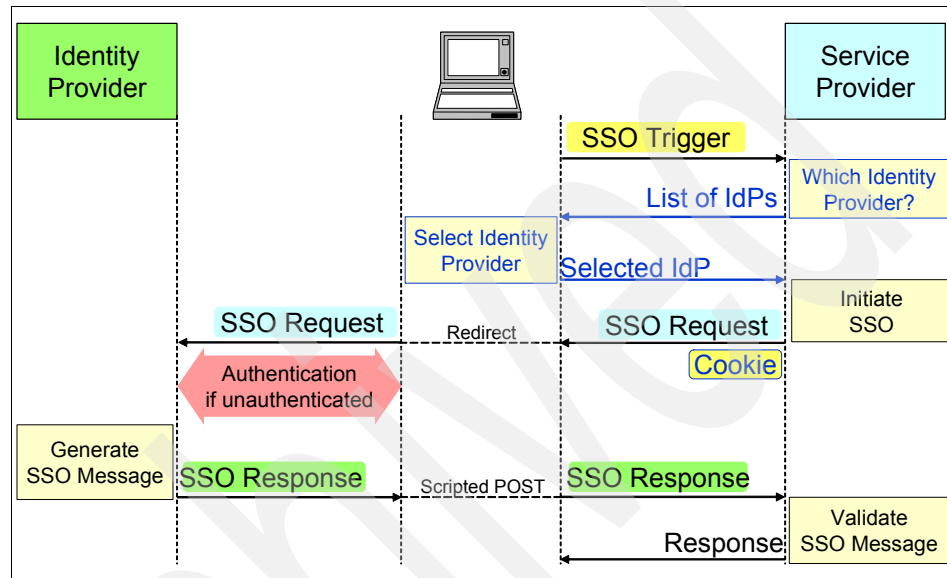 Identity
Provider
Service
Provider
SSO Trigger
Which Identity
Provider?
List of IdPs
Select Identity
Provider
Selected IdP
Initiate
SSO
SSO Request
Redirect
SSO Request
Cookie
Authentication
if unauthenticated
Generate
SSO Message
SSO Response
Scripted POST
SSO Response
Validate
SSO Message
Response